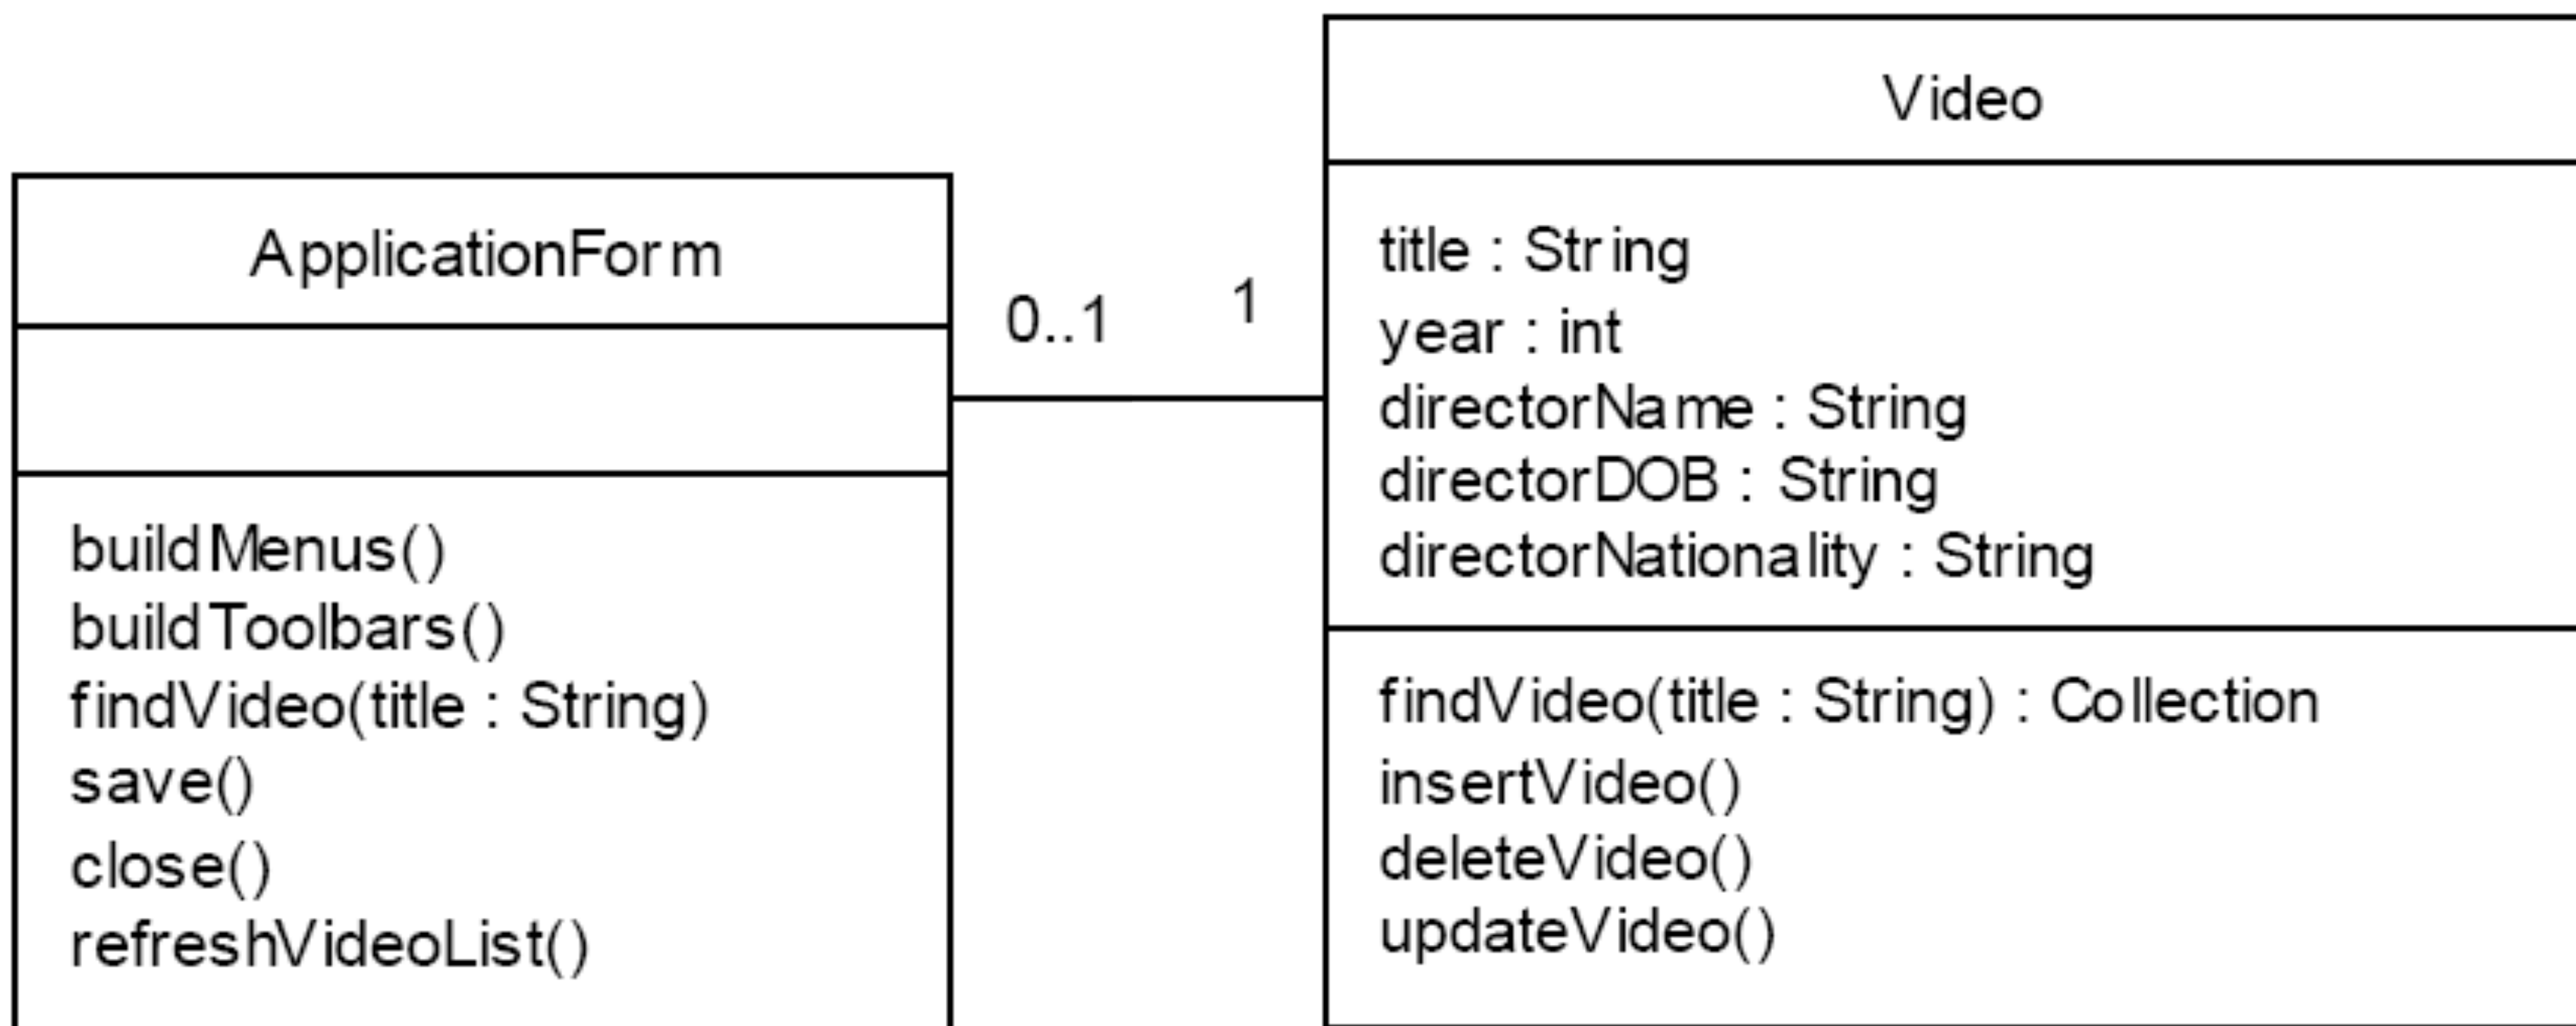 ApplicationForm
buildMenus()
buildToolbars()
findVideo(title : String)
save()
close()
refreshVideoList()
0..1
1
Video
title : String
year : int
directorName : String
directorDOB : String
directorNationality : String
findVideo(title : String) : Collection
insertVideo()
deleteVideo()
updateVideo()